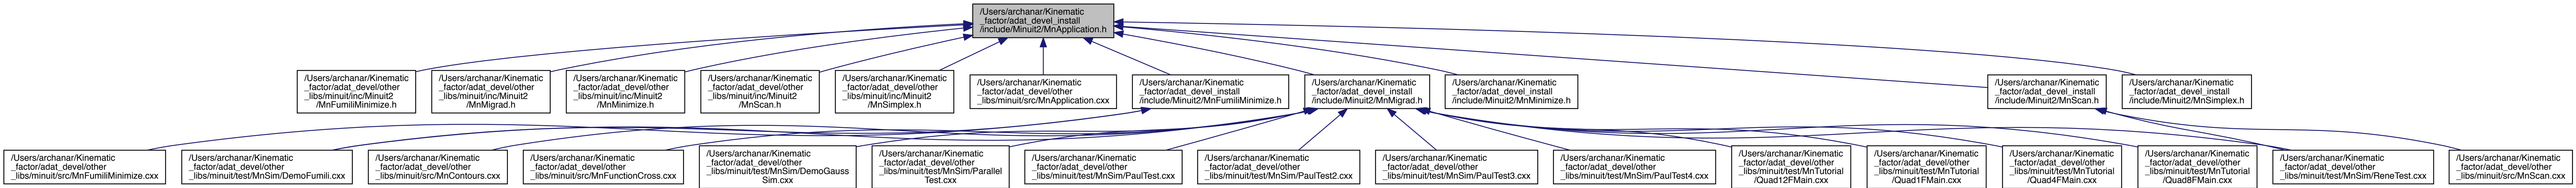 /Users/archanar/Kinematic
_factor/adat_devel_install
/include/Minuit2/MnApplication.h
/Users/archanar/Kinematic
_factor/adat_devel/other
_libs/minuit/inc/Minuit2
/MnFumiliMinimize.h
/Users/archanar/Kinematic
_factor/adat_devel/other
_libs/minuit/inc/Minuit2
/MnMigrad.h
/Users/archanar/Kinematic
_factor/adat_devel/other
_libs/minuit/inc/Minuit2
/MnMinimize.h
/Users/archanar/Kinematic
_factor/adat_devel/other
_libs/minuit/inc/Minuit2
/MnScan.h
/Users/archanar/Kinematic
_factor/adat_devel/other
_libs/minuit/inc/Minuit2
/MnSimplex.h
/Users/archanar/Kinematic
_factor/adat_devel/other
_libs/minuit/src/MnApplication.cxx
/Users/archanar/Kinematic
_factor/adat_devel_install
/include/Minuit2/MnFumiliMinimize.h
/Users/archanar/Kinematic
_factor/adat_devel_install
/include/Minuit2/MnMigrad.h
/Users/archanar/Kinematic
_factor/adat_devel_install
/include/Minuit2/MnMinimize.h
/Users/archanar/Kinematic
_factor/adat_devel_install
/include/Minuit2/MnScan.h
/Users/archanar/Kinematic
_factor/adat_devel_install
/include/Minuit2/MnSimplex.h
/Users/archanar/Kinematic
_factor/adat_devel/other
_libs/minuit/src/MnFumiliMinimize.cxx
/Users/archanar/Kinematic
_factor/adat_devel/other
_libs/minuit/test/MnSim/DemoFumili.cxx
/Users/archanar/Kinematic
_factor/adat_devel/other
_libs/minuit/src/MnContours.cxx
/Users/archanar/Kinematic
_factor/adat_devel/other
_libs/minuit/src/MnFunctionCross.cxx
/Users/archanar/Kinematic
_factor/adat_devel/other
_libs/minuit/test/MnSim/DemoGauss
Sim.cxx
/Users/archanar/Kinematic
_factor/adat_devel/other
_libs/minuit/test/MnSim/Parallel
Test.cxx
/Users/archanar/Kinematic
_factor/adat_devel/other
_libs/minuit/test/MnSim/PaulTest.cxx
/Users/archanar/Kinematic
_factor/adat_devel/other
_libs/minuit/test/MnSim/PaulTest2.cxx
/Users/archanar/Kinematic
_factor/adat_devel/other
_libs/minuit/test/MnSim/PaulTest3.cxx
/Users/archanar/Kinematic
_factor/adat_devel/other
_libs/minuit/test/MnSim/PaulTest4.cxx
/Users/archanar/Kinematic
_factor/adat_devel/other
_libs/minuit/test/MnTutorial
/Quad12FMain.cxx
/Users/archanar/Kinematic
_factor/adat_devel/other
_libs/minuit/test/MnTutorial
/Quad1FMain.cxx
/Users/archanar/Kinematic
_factor/adat_devel/other
_libs/minuit/test/MnTutorial
/Quad4FMain.cxx
/Users/archanar/Kinematic
_factor/adat_devel/other
_libs/minuit/test/MnTutorial
/Quad8FMain.cxx
/Users/archanar/Kinematic
_factor/adat_devel/other
_libs/minuit/test/MnSim/ReneTest.cxx
/Users/archanar/Kinematic
_factor/adat_devel/other
_libs/minuit/src/MnScan.cxx